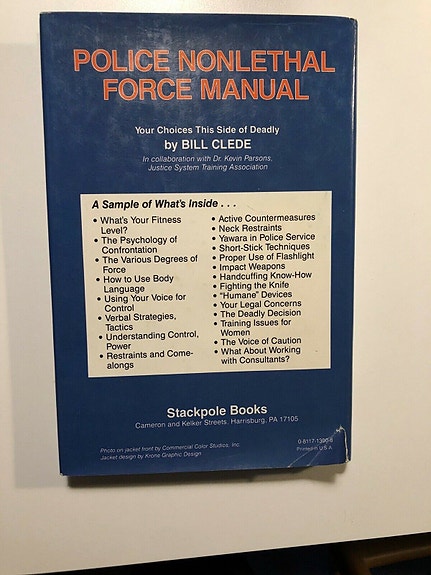 POLICE NONLETHAL
FORCE MANUAL
Your Choices This Side of Deadly
by BILL CLEDE
In collaboration with Dr. Kevin Parsons,
Justice System Training Association
A Sample of What's Inside . . .
• What's Your Fitness
Level?
• The Psychology of
Confrontation
• The Various Degrees of
Force
• How to Use Body
Language
• Using Your Voice for
Control
• Verbal Strategies,
Tactics
• Understanding Control,
Power
• Restraints and Come-
alongs
• Active Countermeasures
• Neck Restraints
• Yawara in Police Service
• Short-Stick Techniques
• Proper Use of Flashlight
• Impact Weapons
• Handcuffing Know-How
• Fighting the Knife
• "Humane" Devices
• Your Legal Concerns
• The Deadly Decision
• Training Issues for
Women
• The Voice of Caution
• What About Working
with Consultants?
Stackpole Books
Cameron and Kelker Streets, Harrisburg, PA 17105
Photo on jacket front by Commercial Color Studios, Inc.
Jacket design by Krone Graphic Design
Printed in U.S.A.